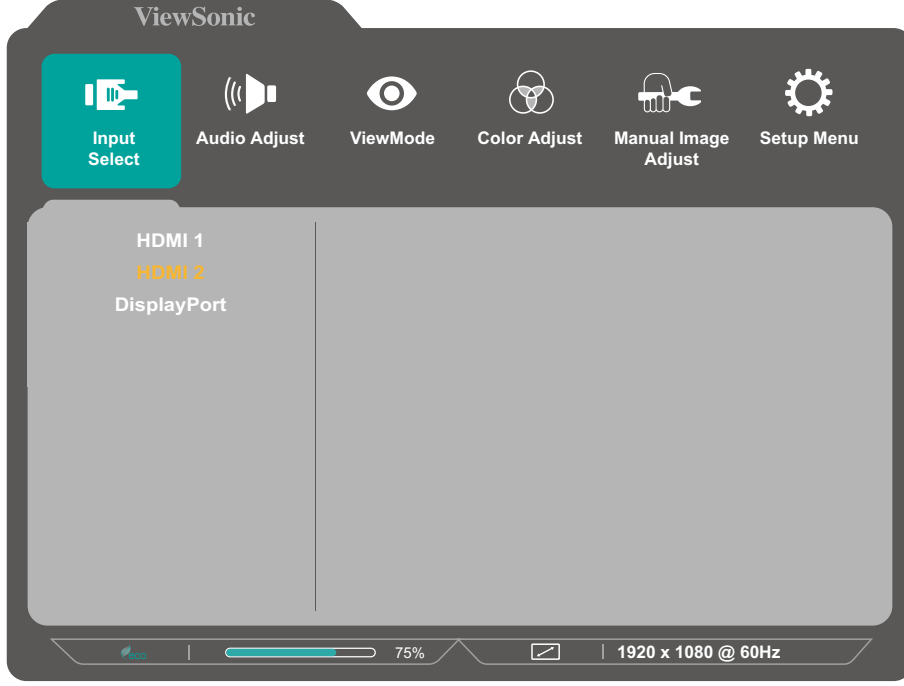 ViewSonic
Input
Select
Audio Adjust
ViewMode
Color Adjust
Manual Image
Adjust
Setup Menu
HDMI 1
HDMI 2
DisplayPort
eco
75%
1920 x 1080 @ 60Hz